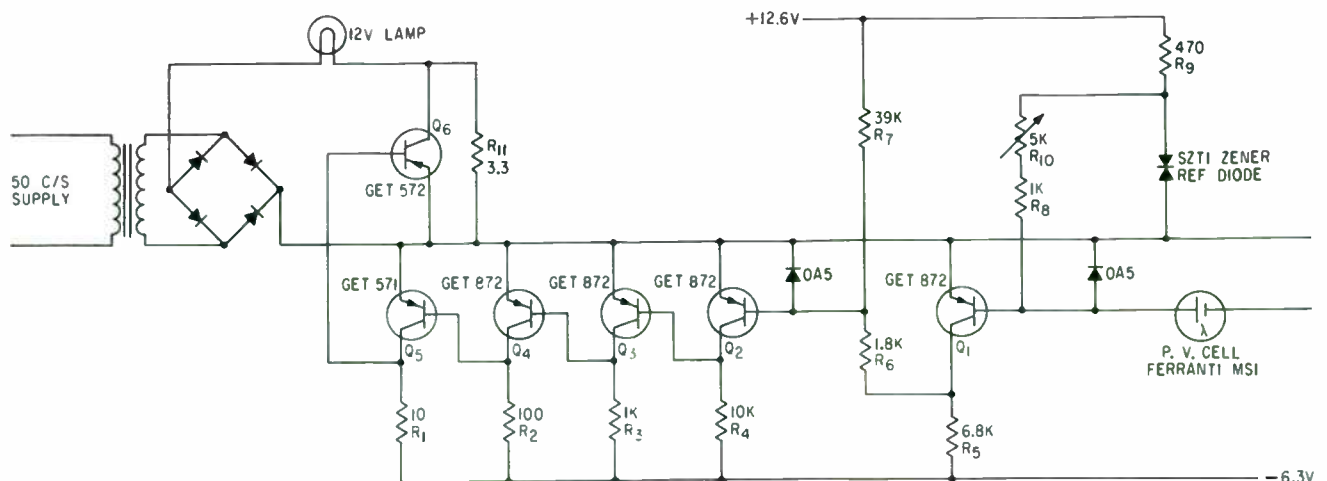 12V LAMP
+12.6V
470
R9
Q6
39K
R7
5K
R10
R11
3.3
SZTI ZENER
REF DIODE
50 C/S
SUPPLY
GET 572
1K
R8
GET 571
GET 872
GET 872
GET 872
OA5
GET 872
OA5
Q5
Q4
Q3
Q2
1.8K
R6
Q1
λ
P. V. CELL
FERRANTI MSI
10
R1
100
R2
1K
R3
10K
R4
6.8K
R5
-6.3V